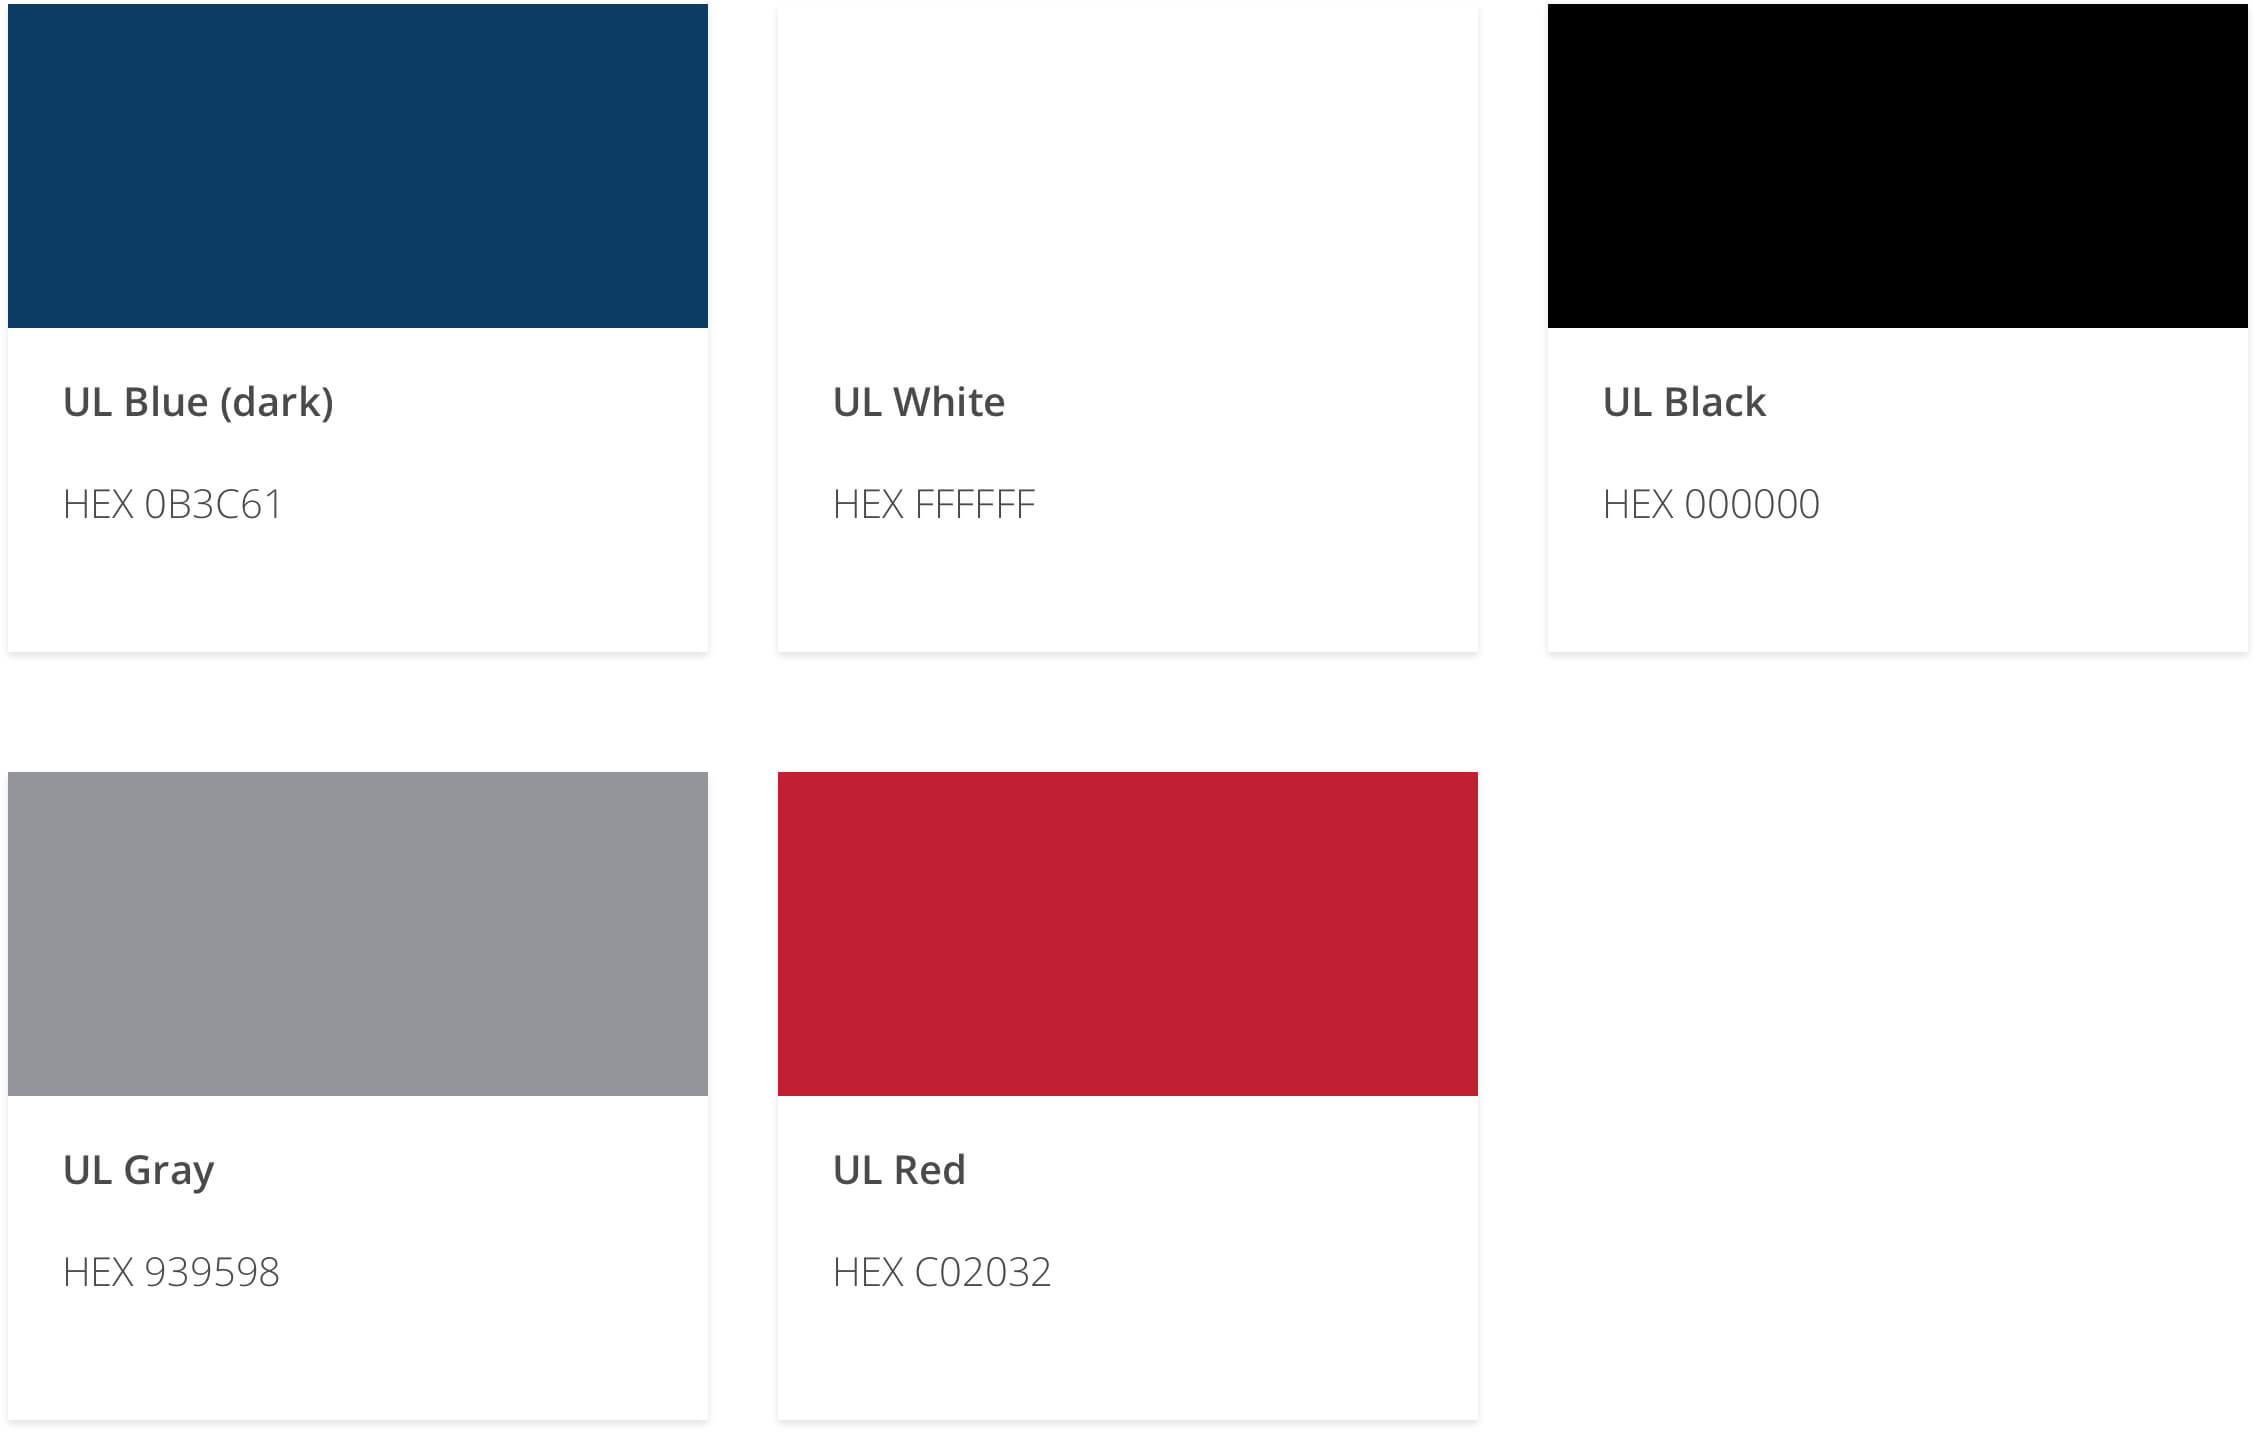 UL Blue (dark)
HEX 0B3C61
UL White
HEX FFFFFF
UL Black
HEX 000000
UL Gray
HEX 939598
UL Red
HEX C02032